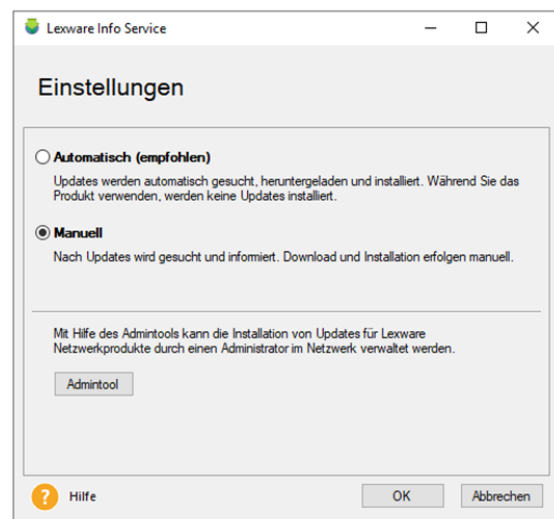 Lexware Info Service
Einstellungen
Automatisch (empfohlen)
Updates werden automatisch gesucht, heruntergeladen und installiert. Während Sie das
Produkt verwenden, werden keine Updates installiert.
Manuell
Nach Updates wird gesucht und informiert. Download und Installation erfolgen manuell.
Mit Hilfe des Admintools kann die Installation von Updates für Lexware
Netzwerkprodukte durch einen Administrator im Netzwerk verwaltet werden.
Admintool
? Hilfe OK Abbrechen